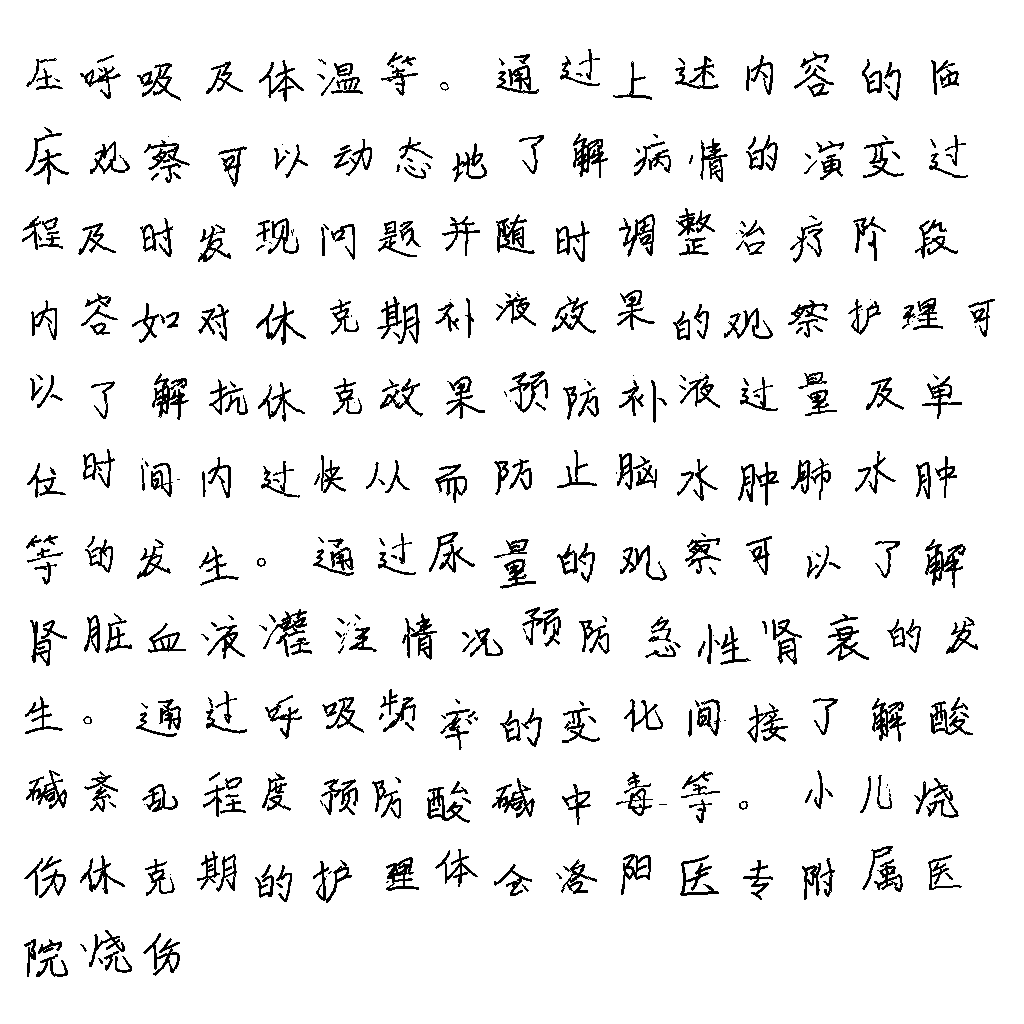 压呼吸及体温等。通过上述内容的临
床观察可以动态地了解病情的演变过
程及时发现问题并随时调整治疗阶段
内容如对休克期补液效果的观察护理可
以了解抗休克效果预防补液过量及单
位时间内过快从而防止脑水肿肺水肿
等的发生。通过尿量的观察可以了解
肾脏血液灌注情况预防急性肾衰的发
生。通过呼吸频率的变化间接了解酸
碱紊乱程度预防酸碱中毒等。小儿烧
伤休克期的护理体会洛阳医专附属医
院烧伤